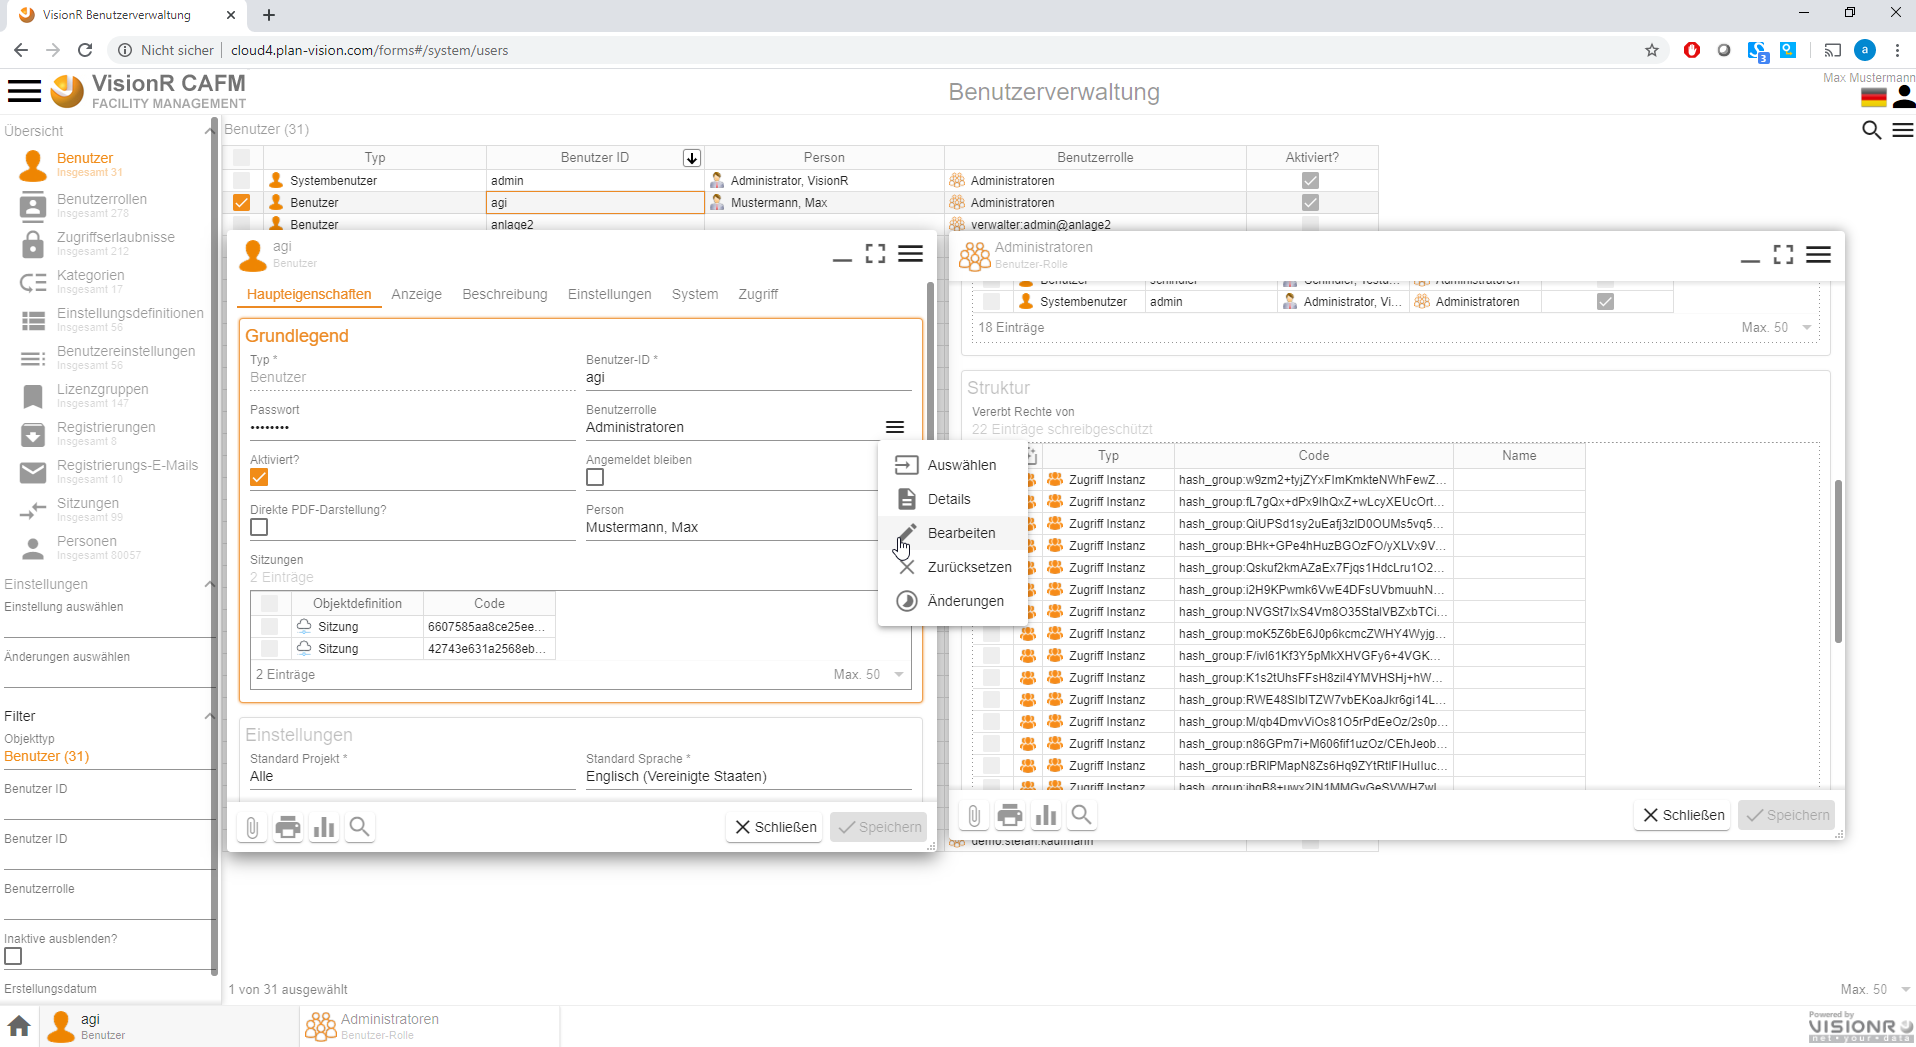 VisionR Benutzerverwaltung
Nicht sicher
cloud4.plan-vision.com/forms#/system/users
3
a
VisionR CAFM
FACILITY MANAGEMENT
Benutzerverwaltung
Max Mustermann
Übersicht
Benutzer
Insgesamt 31
Benutzerrollen
Insgesamt 278
Zugriffserlaubnisse
Insgesamt 212
Kategorien
Insgesamt 17
Einstellungsdefinitionen
Insgesamt 56
Benutzereinstellungen
Insgesamt 56
Lizenzgruppen
Insgesamt 147
Registrierungen
Insgesamt 8
Registrierungs-E-Mails
Insgesamt 10
Sitzungen
Insgesamt 99
Personen
Insgesamt 80057
Einstellungen
Einstellung auswählen
Änderungen auswählen
Filter
Objekttyp
Benutzer (31)
Benutzer ID
Benutzer ID
Benutzerrolle
Inaktive ausblenden?
Erstellungsdatum
Benutzer (31)
Typ Benutzer ID Person Benutzerrolle Aktiviert?
Systembenutzer admin Administrator, VisionR Administratoren
Benutzer agi Mustermann, Max Administratoren
Benutzer anlage2 verwalter:admin@anlage2
agi
Benutzer
Haupteigenschaften Anzeige Beschreibung Einstellungen System Zugriff
Grundlegend
Typ * Benutzer-ID *
Benutzer agi
Passwort Benutzerrolle
•••••••• Administratoren
Aktiviert? Angemeldet bleiben
Direkte PDF-Darstellung? Person
Mustermann, Max
Sitzungen
2 Einträge
Objektdefinition Code
Sitzung 6607585aa8ce25ee...
Sitzung 42743e631a2568eb...
2 Einträge Max. 50
Einstellungen
Standard Projekt * Standard Sprache *
Alle Englisch (Vereinigte Staaten)
Schließen Speichern
Auswählen
Details
Bearbeiten
Zurücksetzen
Änderungen
Administratoren
Benutzer-Rolle
Systembenutzer admin Administrator, Vi... Administratoren
18 Einträge Max. 50
Struktur
Vererbt Rechte von
22 Einträge schreibgeschützt
Typ Code Name
Zugriff Instanz hash_group:w9zm2+tyjZYxFImKmkteNWhFewZ...
Zugriff Instanz hash_group:fL7gQx+dPx9IhQxZ+wLcyXEUcOrt...
Zugriff Instanz hash_group:QiUPSd1sy2uEafj3zlD0OUMs5vq5...
Zugriff Instanz hash_group:BHk+GPe4hHuzBGOzFO/yXLVx9V...
Zugriff Instanz hash_group:Qskuf2kmAZaEx7Fjqs1HdcLru1O2...
Zugriff Instanz hash_group:i2H9KPwmk6VwE4DFsUVbmuuhN...
Zugriff Instanz hash_group:NVGSt7IxS4Vm8O35StaIVBZxbTCi...
Zugriff Instanz hash_group:moK5Z6bE6J0p6kcmcZWHY4Wyjg...
Zugriff Instanz hash_group:F/ivI61Kf3Y5pMkXHVGFy6+4VGK...
Zugriff Instanz hash_group:K1s2tUhsFFsH8ziI4YMVHSHj+hW...
Zugriff Instanz hash_group:RWE48SIbITZW7vbEKoaJkr6gi14L...
Zugriff Instanz hash_group:M/qb4DmvViOs81O5rPdEeOz/2s0p...
Zugriff Instanz hash_group:n86GPm7i+M606fif1uzOz/CEhJeob...
Zugriff Instanz hash_group:rBRIPMapN8Zs6Hq9ZYtRtIFIHuIIuc...
Zugriff Instanz
Schließen Speichern
demo.stefan.kaufmann
1 von 31 ausgewählt Max. 50
agi
Benutzer
Administratoren
Benutzer-Rolle
Powered by
VISIONR
net • your • data